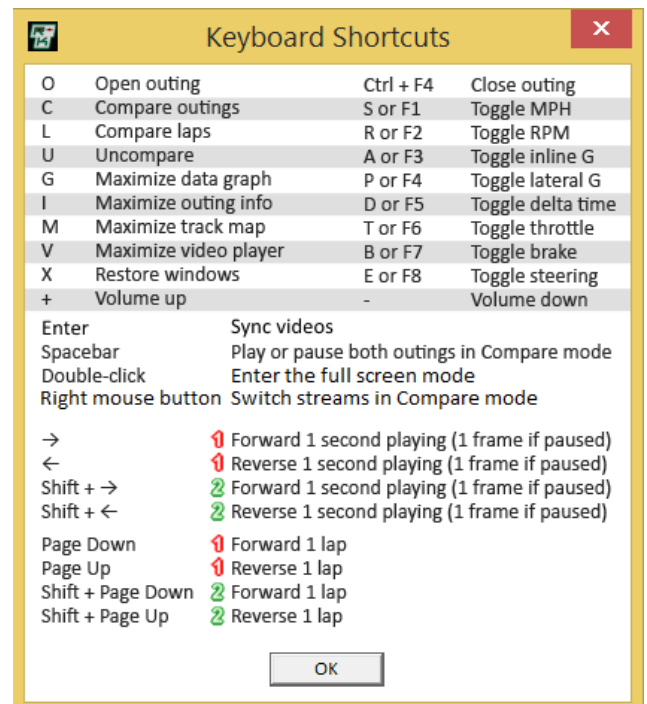 Keyboard Shortcuts
O Open outing Ctrl + F4 Close outing
C Compare outings S or F1 Toggle MPH
L Compare laps R or F2 Toggle RPM
U Uncompare A or F3 Toggle inline G
G Maximize data graph P or F4 Toggle lateral G
I Maximize outing info D or F5 Toggle delta time
M Maximize track map T or F6 Toggle throttle
V Maximize video player B or F7 Toggle brake
X Restore windows E or F8 Toggle steering
+ Volume up - Volume down
Enter Sync videos
Spacebar Play or pause both outings in Compare mode
Double-click Enter the full screen mode
Right mouse button Switch streams in Compare mode
→ 1 Forward 1 second playing (1 frame if paused)
← 1 Reverse 1 second playing (1 frame if paused)
Shift + → 2 Forward 1 second playing (1 frame if paused)
Shift + ← 2 Reverse 1 second playing (1 frame if paused)
Page Down 1 Forward 1 lap
Page Up 1 Reverse 1 lap
Shift + Page Down 2 Forward 1 lap
Shift + Page Up 2 Reverse 1 lap
OK